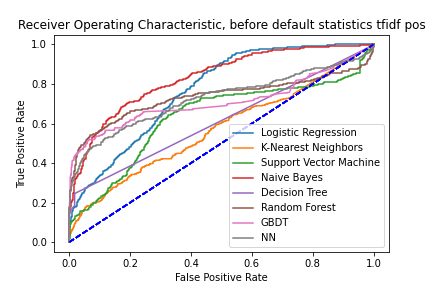 Receiver Operating Characteristic, before default statistics tfidf pos
1.0
0.8
0.6
0.4
0.2
0.0
True Positive Rate
Logistic Regression
K-Nearest Neighbors
Support Vector Machine
Naive Bayes
Decision Tree
Random Forest
GBDT
NN
0.0 0.2 0.4 0.6 0.8 1.0
False Positive Rate